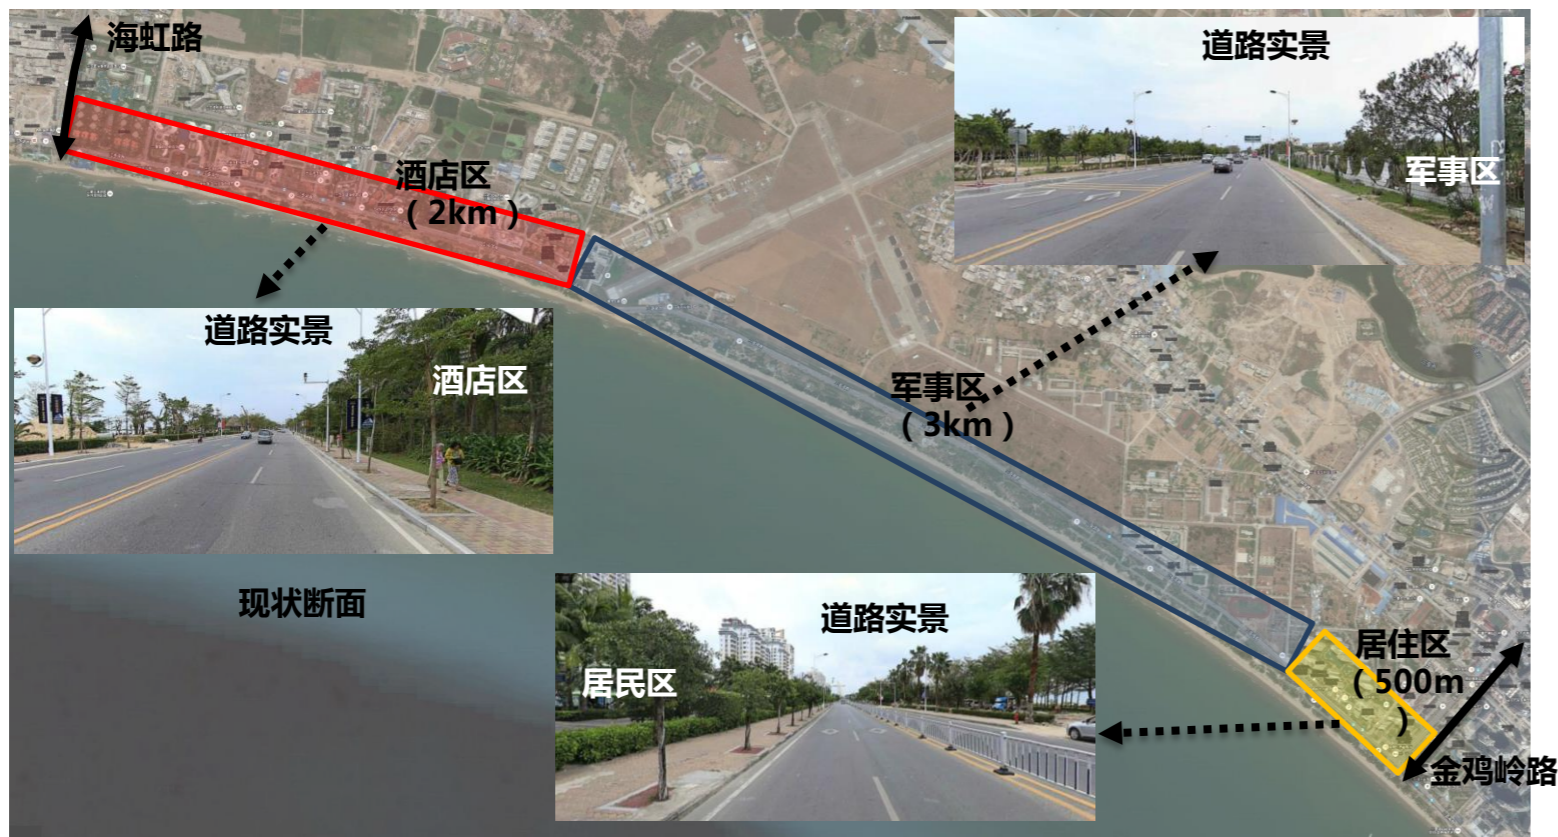 海虹路
道路实景
军事区
酒店区
（2km）
道路实景
酒店区
军事区
（3km）
现状断面
道路实景
居民区
居住区
（500m
）
金鸡岭路